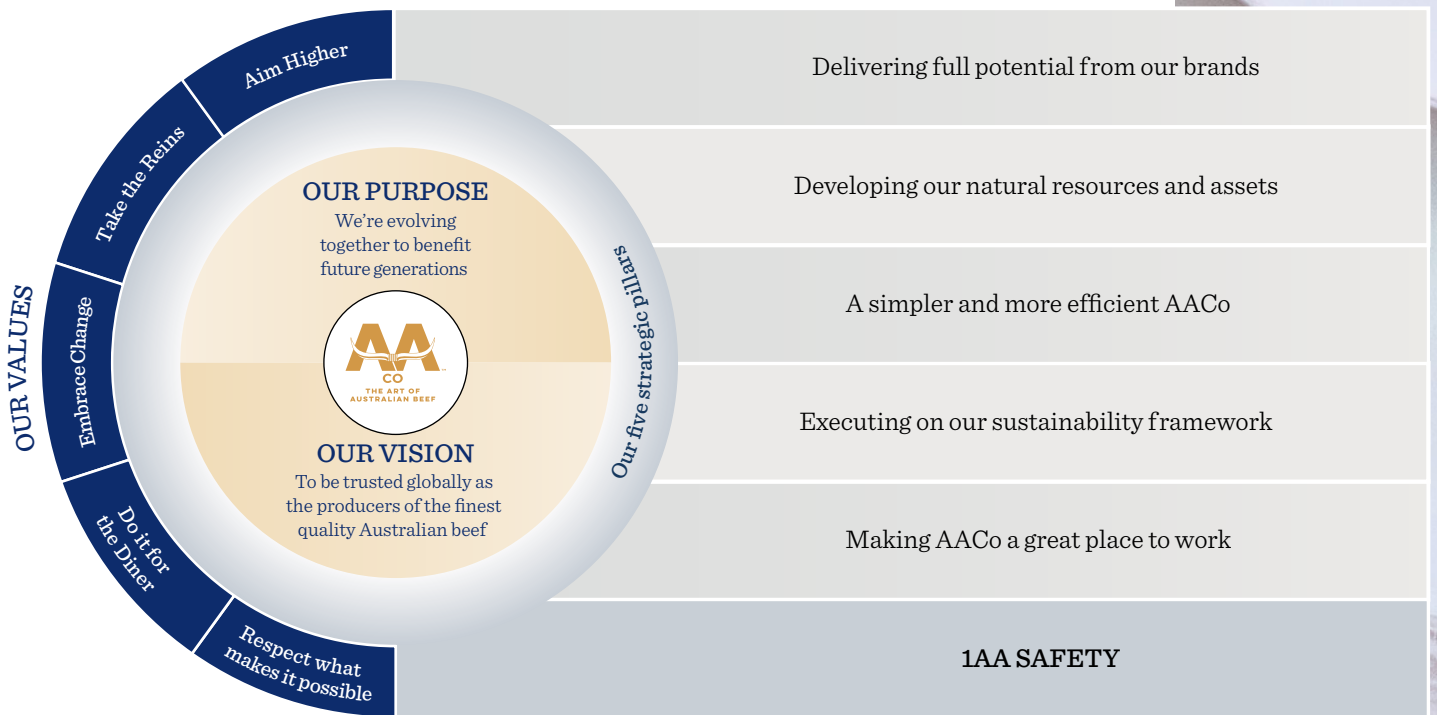 OUR VALUES
Aim Higher
Take the Reins
Embrace Change
Do it for
the Diner
Respect what
makes it possible
OUR PURPOSE
We’re evolving
together to benefit
future generations
AA
CO
THE ART OF
AUSTRALIAN BEEF
OUR VISION
To be trusted globally as
the producers of the finest
quality Australian beef
Our five strategic pillars
Delivering full potential from our brands
Developing our natural resources and assets
A simpler and more efficient AACo
Executing on our sustainability framework
Making AACo a great place to work
1AA SAFETY